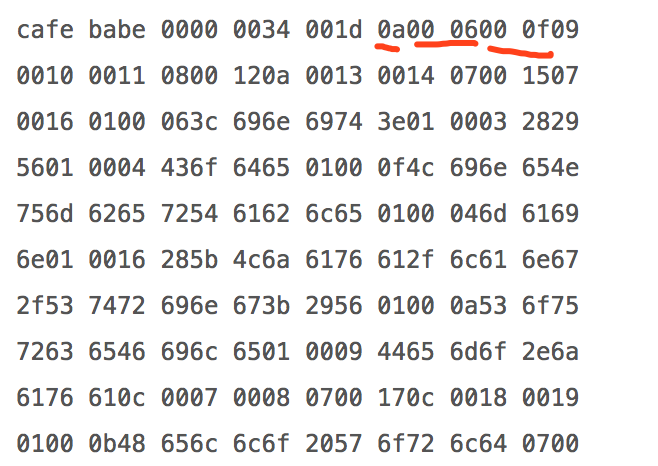 cafe babe 0000 0034 001d 0a00 0600 0f09
0010 0011 0800 120a 0013 0014 0700 1507
0016 0100 063c 696e 6974 3e01 0003 2829
5601 0004 436f 6465 0100 0f4c 696e 654e
756d 6265 7254 6162 6c65 0100 046d 6169
6e01 0016 285b 4c6a 6176 612f 6c61 6e67
2f53 7472 696e 673b 2956 0100 0a53 6f75
7263 6546 696c 6501 0009 4465 6d6f 2e6a
6176 610c 0007 0008 0700 170c 0018 0019
0100 0b48 656c 6c6f 2057 6f72 6c64 0700